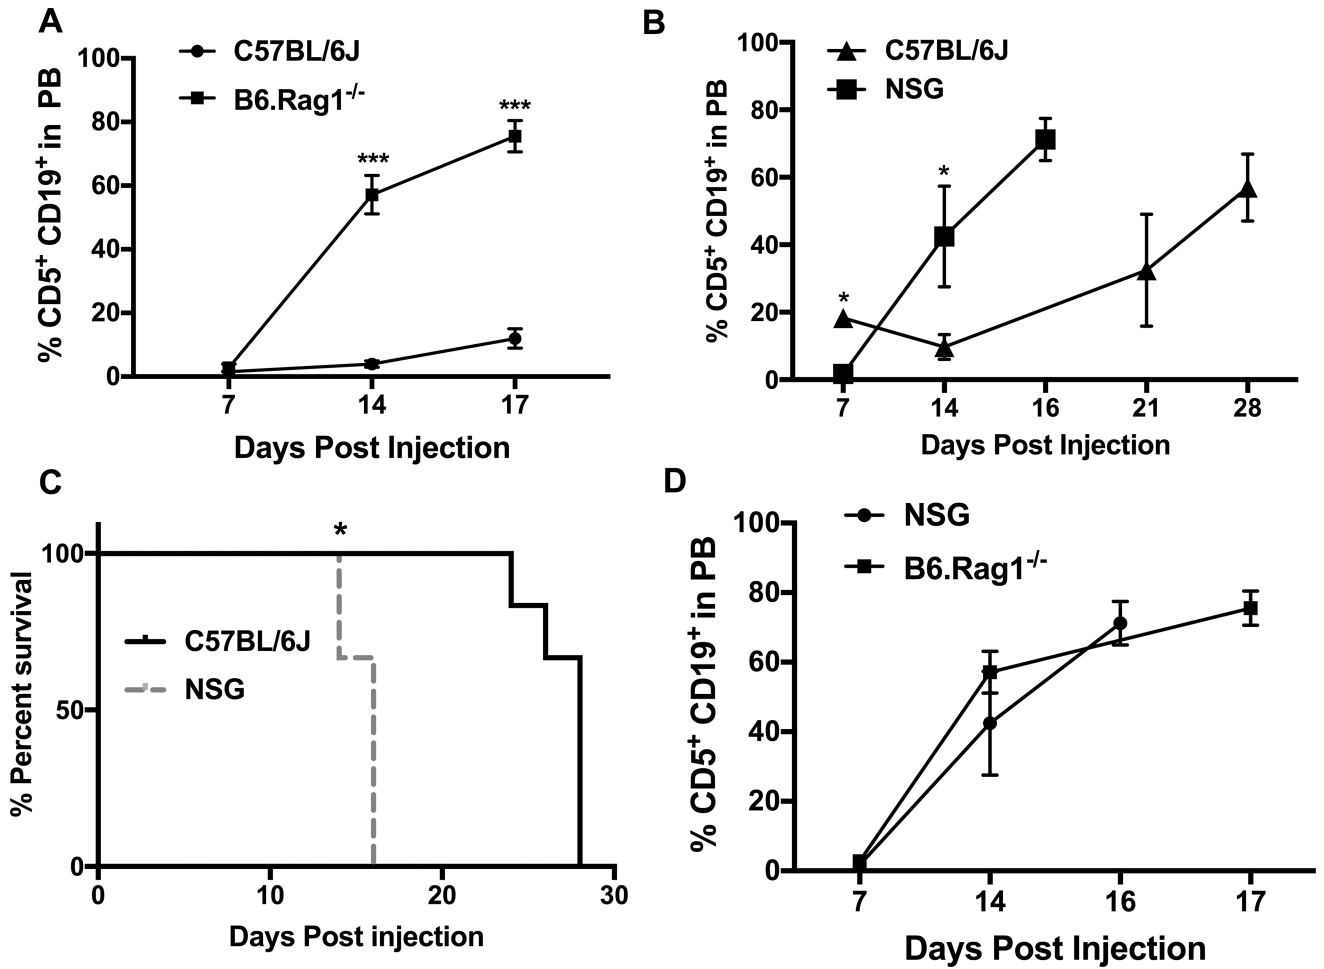 A
C57BL/6J
B6.Rag1-/-
% CD5+ CD19+ in PB
100
80
60
40
20
0
***
***
7 14 17
Days Post Injection
B
C57BL/6J
NSG
% CD5+ CD19+ in PB
100
80
60
40
20
0
*
*
7 14 16 21 28
Days Post Injection
C
*
% Percent survival
100
50
0
C57BL/6J
NSG
0 10 20 30
Days Post injection
D
NSG
B6.Rag1-/-
% CD5+ CD19+ in PB
100
80
60
40
20
0
7 14 16 17
Days Post Injection